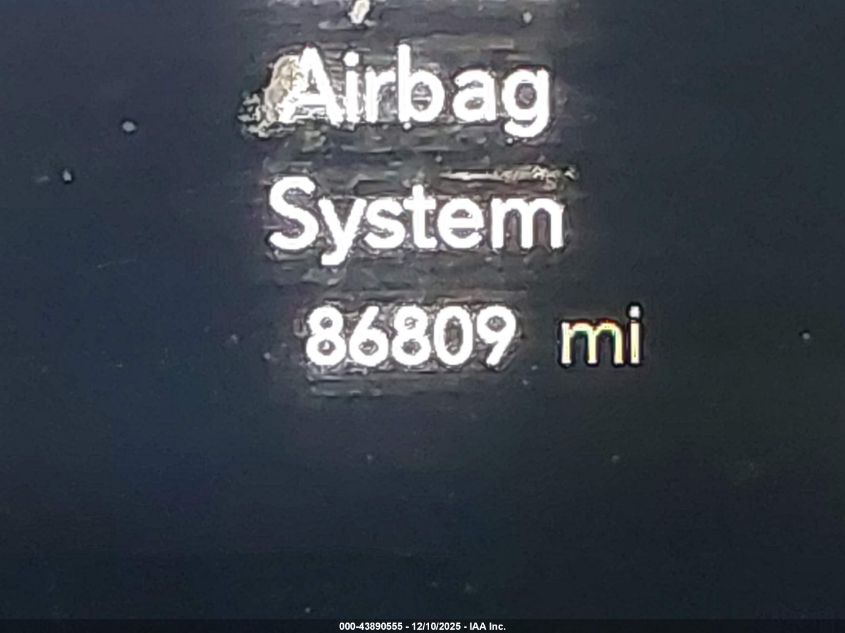 Airbag
System
86809 mi
000-43890555 - 12/10/2025 - IAA Inc.